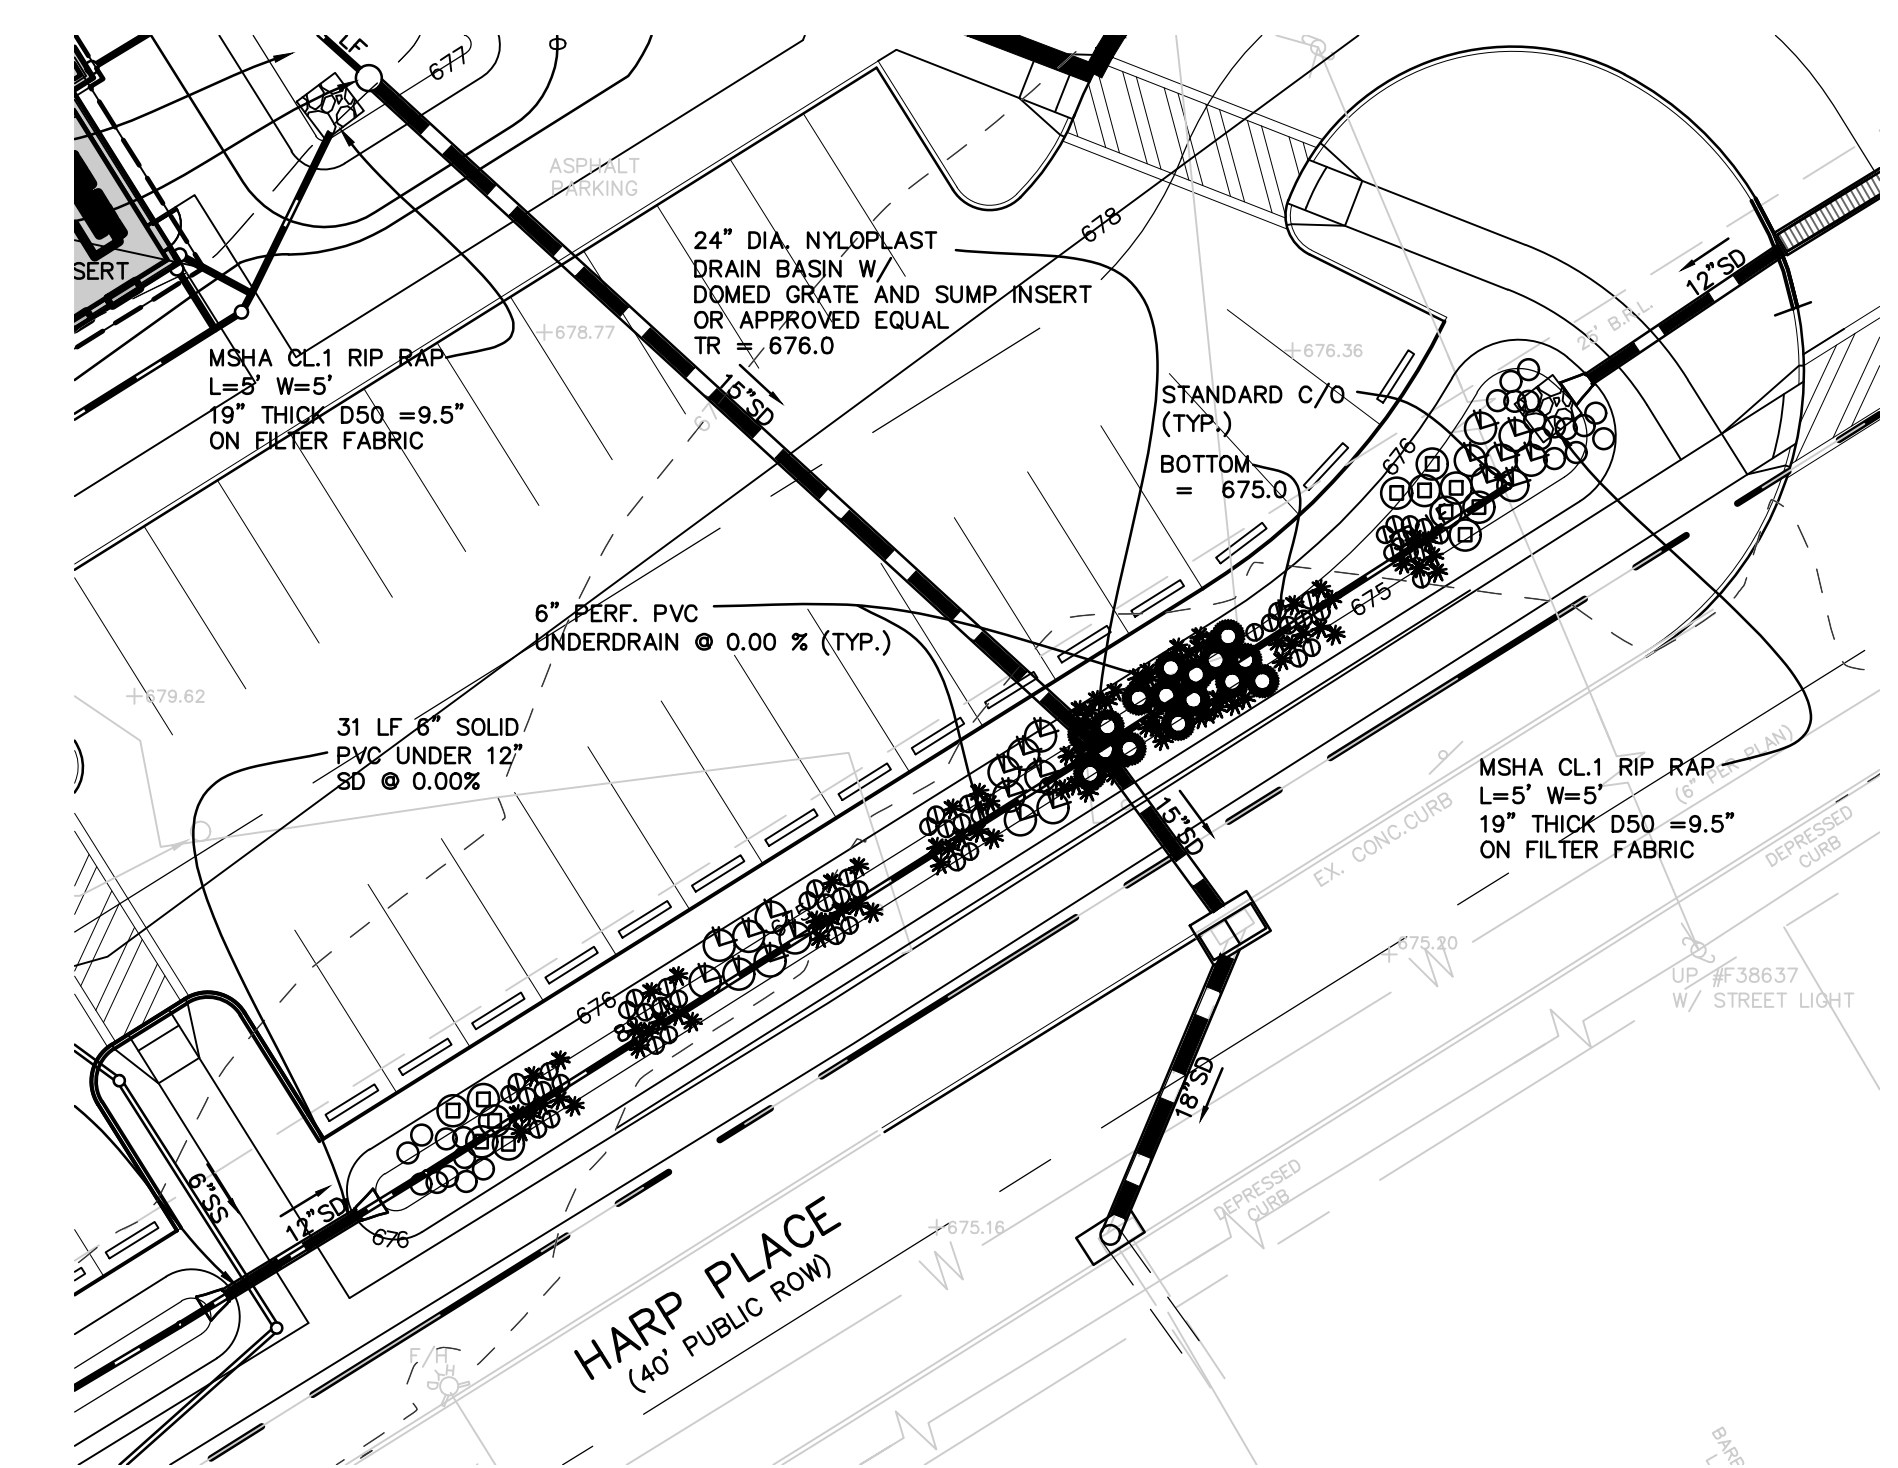 LF
677
0
ASPHALT
PARKING
24" DIA. NYLOPLAST
DRAIN BASIN W/
DOMED GRATE AND SUMP INSERT
OR APPROVED EQUAL
TR = 676.0
678
12"SD
25' B.R.L.
SERT
678.77
676.36
MSHA CL.1 RIP RAP
L=5' W=5'
19" THICK D50 =9.5"
ON FILTER FABRIC
15"SD
STANDARD C/O
(TYP.)
BOTTOM
= 675.0
676
675
6" PERF. PVC
UNDERDRAIN @ 0.00 % (TYP.)
679.62
31 LF 6" SOLID
PVC UNDER 12"
SD @ 0.00%
MSHA CL.1 RIP RAP
L=5' W=5'
19" THICK D50 =9.5"
ON FILTER FABRIC
(6" PER PLAN)
15"SD
EX. CONC.CURB
DEPRESSED
CURB
675
675.20
W
UP #F38637
W/ STREET LIGHT
676
18"SD
6"SS
12"SD
676
DEPRESSED
CURB
675.16
W
HARP PLACE
(40' PUBLIC ROW)
F/H